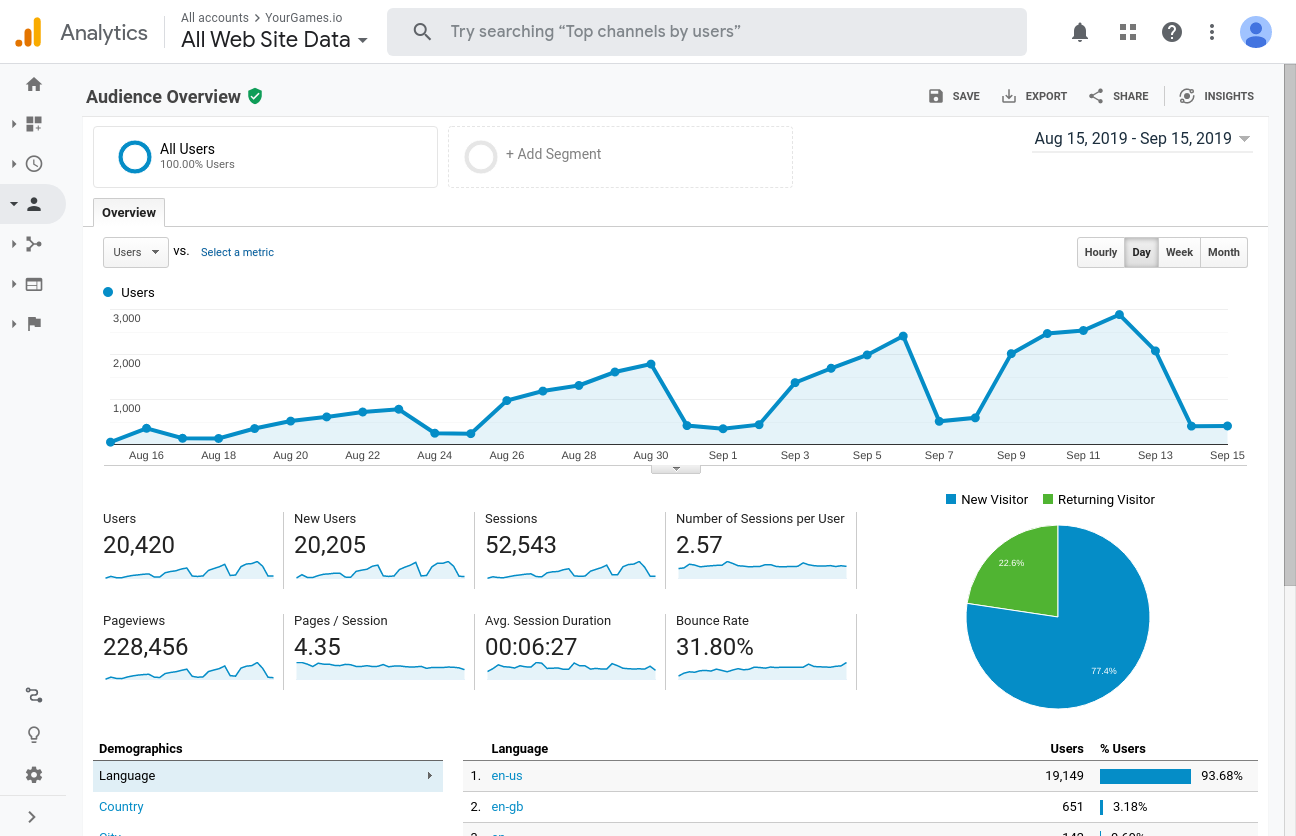 Analytics
All accounts > YourGames.io
All Web Site Data
Try searching “Top channels by users”
Audience Overview
SAVE
EXPORT
SHARE
INSIGHTS
All Users
100.00% Users
+ Add Segment
Aug 15, 2019 - Sep 15, 2019
Overview
Users
vs.
Select a metric
Hourly
Day
Week
Month
Users
3,000
2,000
1,000
Aug 16
Aug 18
Aug 20
Aug 22
Aug 24
Aug 26
Aug 28
Aug 30
Sep 1
Sep 3
Sep 5
Sep 7
Sep 9
Sep 11
Sep 13
Sep 15
New Visitor
Returning Visitor
Users
20,420
New Users
20,205
Sessions
52,543
Number of Sessions per User
2.57
Pageviews
228,456
Pages / Session
4.35
Avg. Session Duration
00:06:27
Bounce Rate
31.80%
22.6%
77.4%
Demographics
Language
Country
Language Users % Users
1. en-us 19,149 93.68%
2. en-gb 651 3.18%